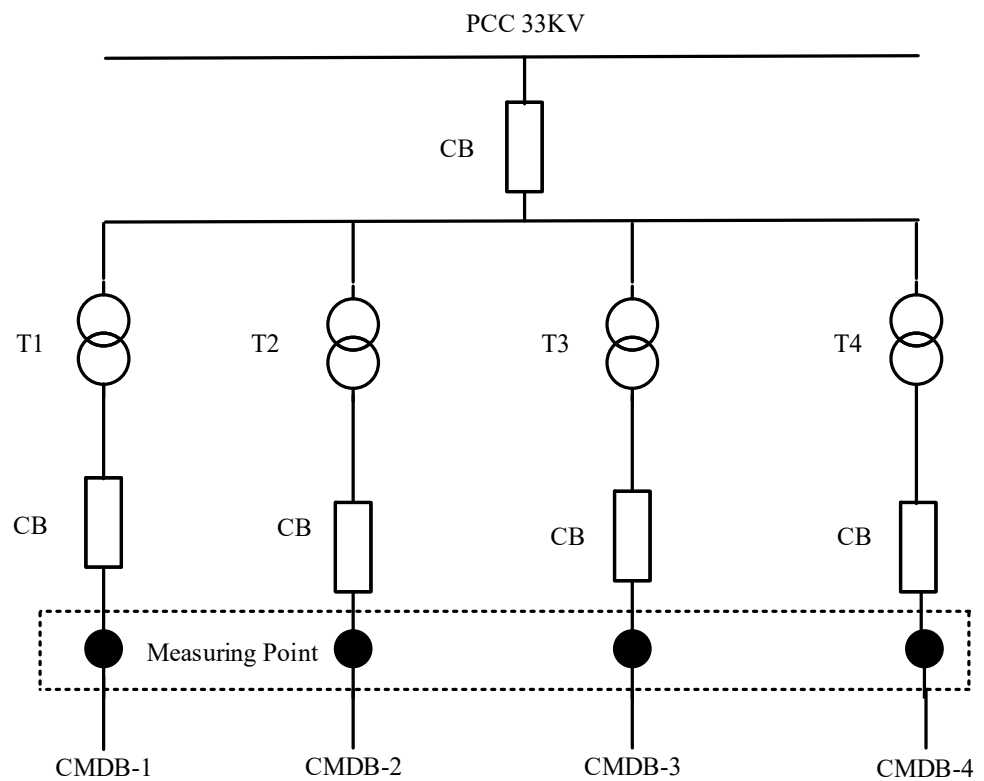 PCC 33KV
CB
T1
T2
T3
T4
CB
CB
CB
CB
Measuring Point
CMDB-1
CMDB-2
CMDB-3
CMDB-4